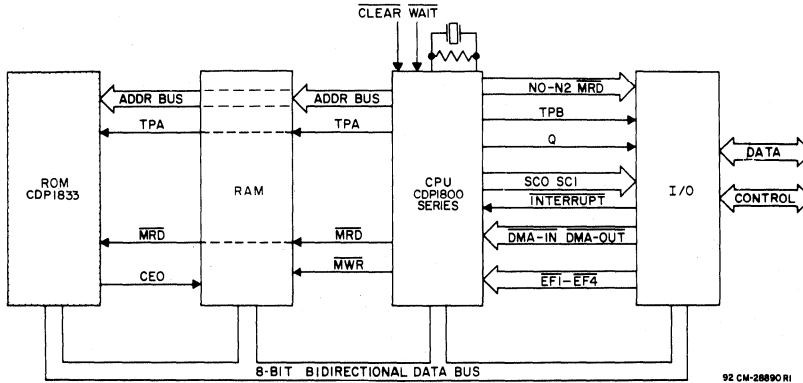 CLEAR WAIT
ADDR BUS
ADDR BUS
NO-N2 MRD
TPA
TPA
TPB
Q
DATA
ROM
CDP1833
RAM
CPU
CDP1800
SERIES
I/O
SCO SCI
CONTROL
INTERRUPT
MRD
MRD
DMA-IN DMA-OUT
MWR
CEO
EF1-EF4
8-BIT BIDIRECTIONAL DATA BUS
92 CM-28890 RI